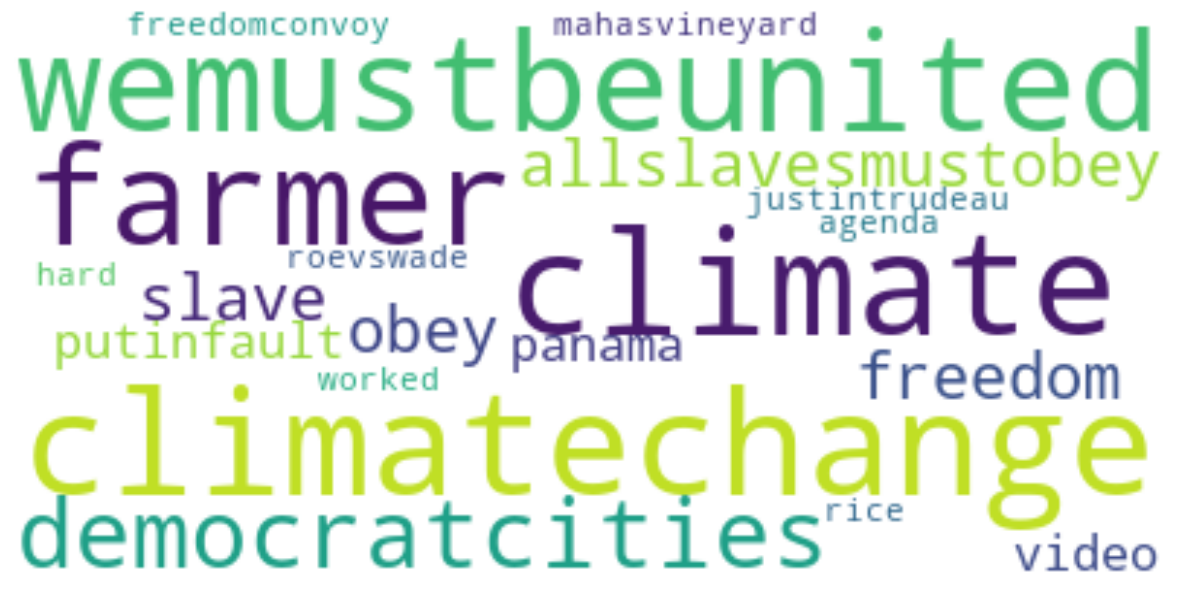 freedomconvoy mahasvineyard
wemustbeunited
farmer allslavesmustobey
justintrudeau
agenda
climate
roevswade
hard slave
obey panama
putinfault
freedom
worked
climatechange
democratcities rice
video